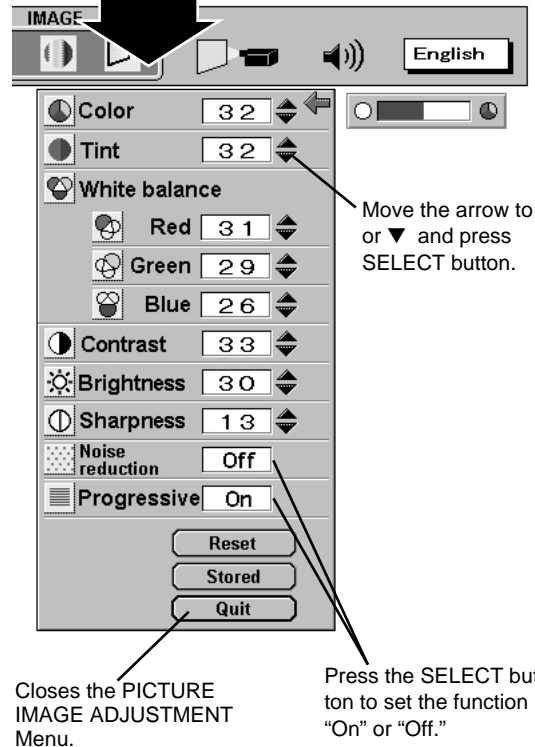 IMAGE
English
Color 32
Tint 32
White balance
Red 31
Green 29
Blue 26
Contrast 33
Brightness 30
Sharpness 13
Noise
reduction Off
Progressive On
Reset
Stored
Quit
Move the arrow to
or ▼ and press
SELECT button.
Closes the PICTURE
IMAGE ADJUSTMENT
Menu.
Press the SELECT but
ton to set the function
“On” or “Off.”